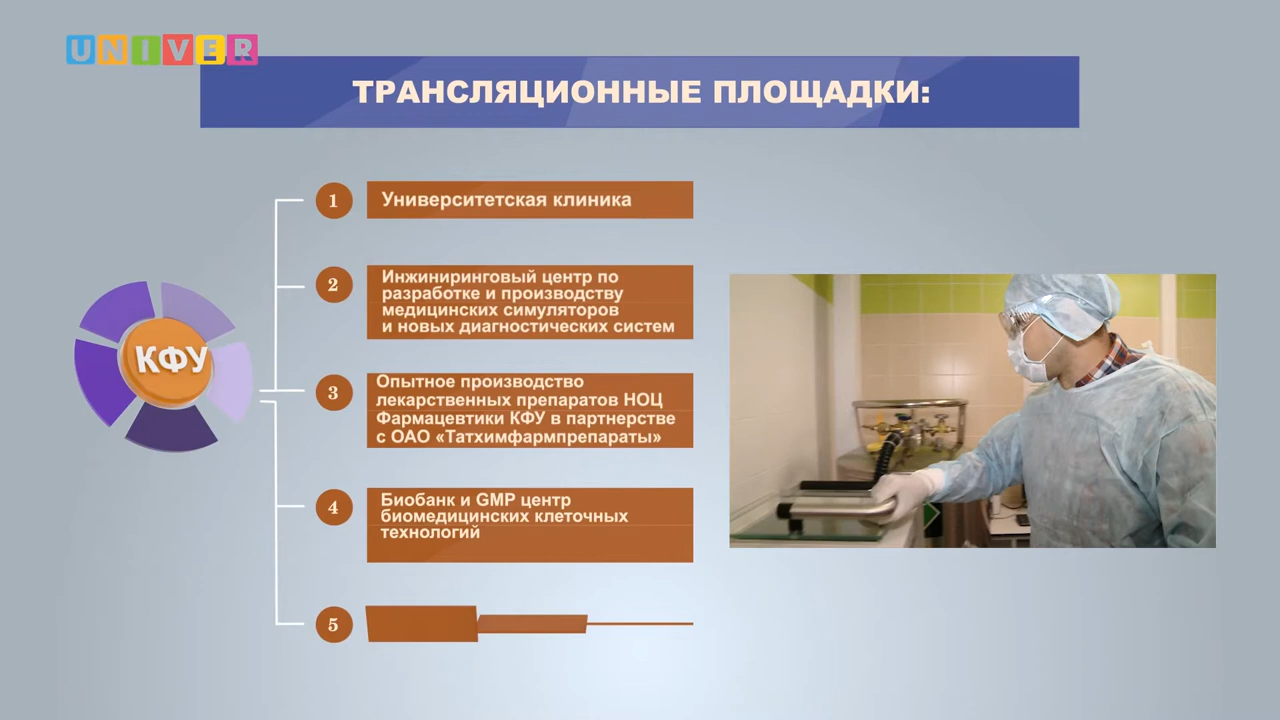 UNIVER
ТРАНСЛЯЦИОННЫЕ ПЛОЩАДКИ:
1
Университетская клиника
2
Инжиниринговый центр по
разработке и производству
медицинских симуляторов
и новых диагностических систем
КФУ
3
Опытное производство
лекарственных препаратов НОЦ
Фармацевтики КФУ в партнерстве
с ОАО «Татхимфармпрепараты»
4
Биобанк и GMP центр
биомедицинских клеточных
технологий
5